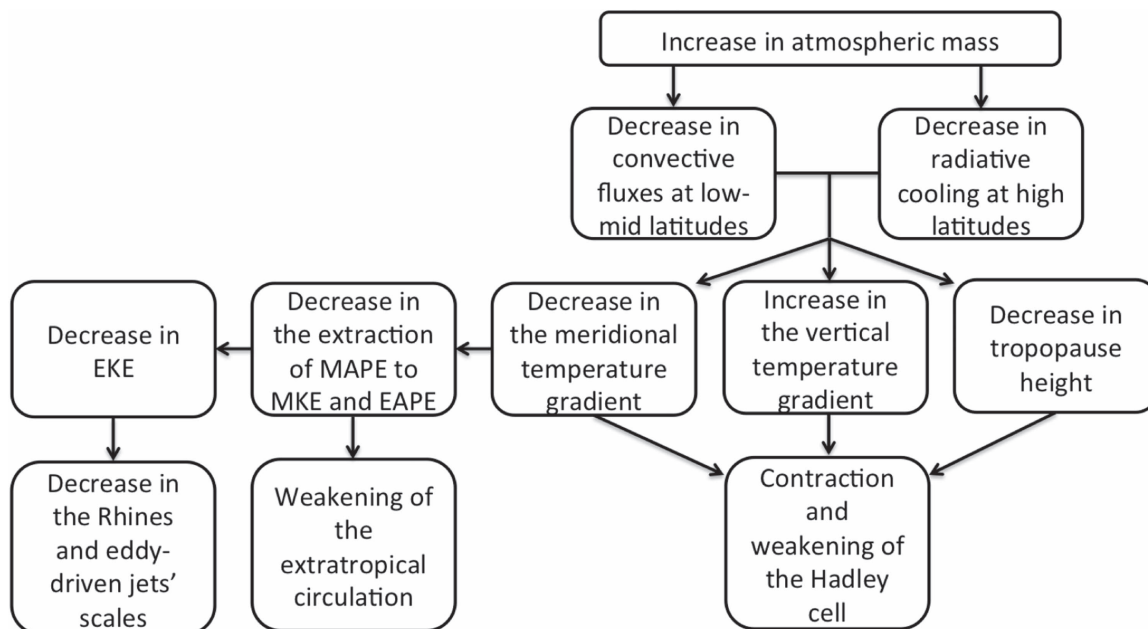 Increase in atmospheric mass
Decrease in
convective
fluxes at low-
mid latitudes
Decrease in
radiative
cooling at high
latitudes
Decrease in
EKE
Decrease in
the extraction
of MAPE to
MKE and EAPE
Decrease in
the meridional
temperature
gradient
Increase in
the vertical
temperature
gradient
Decrease in
tropopause
height
Decrease in
the Rhines
and eddy-
driven jets’
scales
Weakening of
the
extratropical
circulation
Contraction
and
weakening of
the Hadley
cell